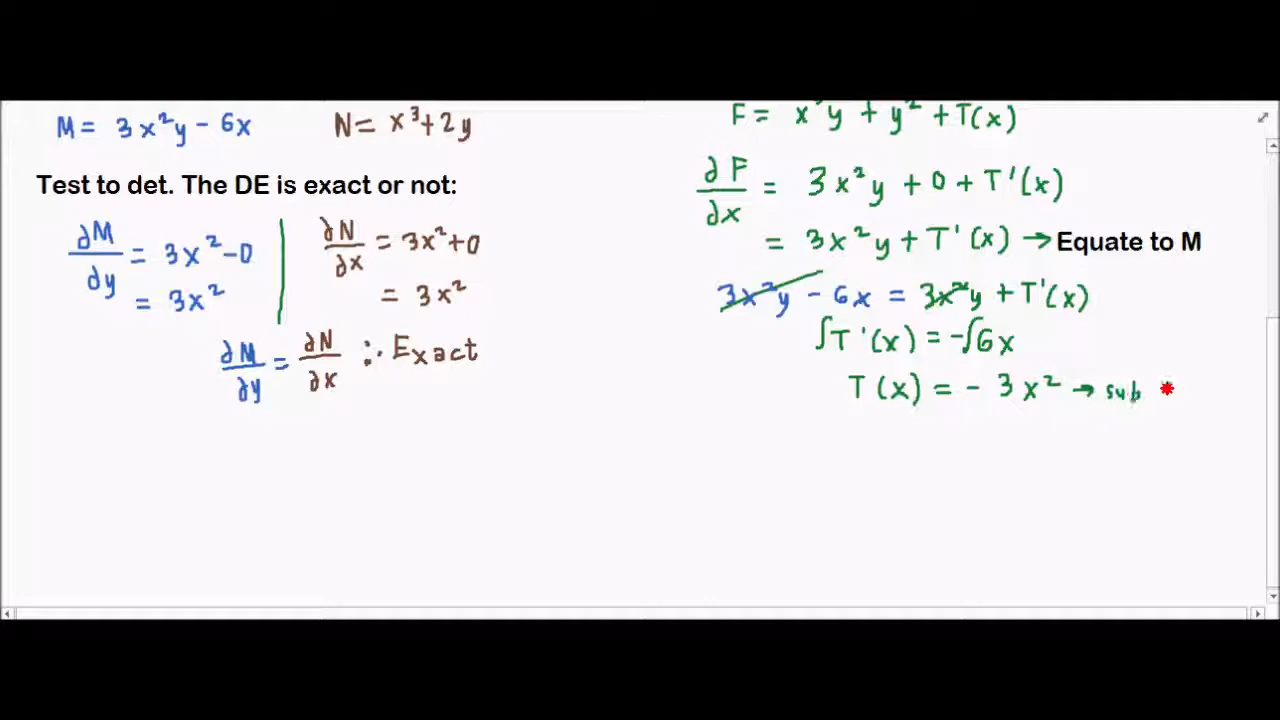 M = 3x²y - 6x
N = x³ + 2y
Test to det. The DE is exact or not:
∂M/∂y = 3x² - 0
= 3x²
∂N/∂x = 3x² + 0
= 3x²
∂M/∂y = ∂N/∂x ∴ Exact
F = x³y + y² + T(x)
∂F/∂x = 3x²y + 0 + T'(x)
= 3x²y + T'(x) → Equate to M
3x²y - 6x = 3x²y + T'(x)
∫T'(x) = -∫6x
T(x) = - 3x² → sub